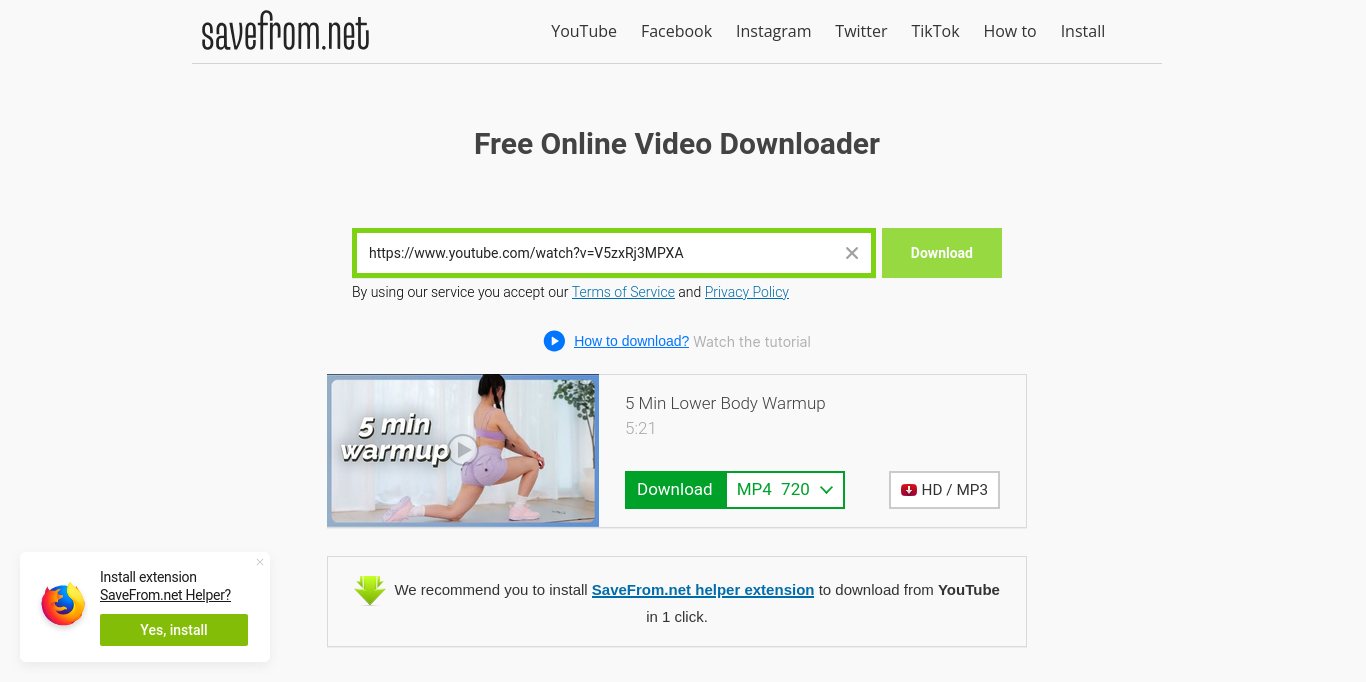 savefrom.net
YouTube Facebook Instagram Twitter TikTok How to Install
Free Online Video Downloader
https://www.youtube.com/watch?v=V5zxRj3MPXA
Download
By using our service you accept our Terms of Service and Privacy Policy
How to download? Watch the tutorial
5 min
warmup
5 Min Lower Body Warmup
5:21
Download MP4 720
HD / MP3
We recommend you to install SaveFrom.net helper extension to download from YouTube
in 1 click.
Install extension
SaveFrom.net Helper?
Yes, install